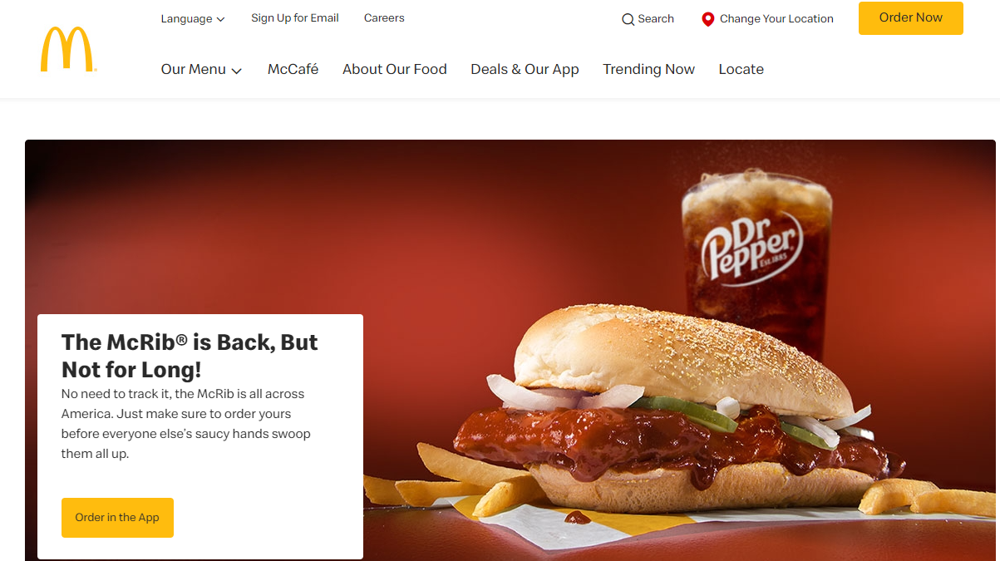 Language
Sign Up for Email
Careers
Search
Change Your Location
Order Now
Our Menu
McCafé
About Our Food
Deals & Our App
Trending Now
Locate
Dr
Pepper
EST.1885
The McRib® is Back, But
Not for Long!
No need to track it, the McRib is all across
America. Just make sure to order yours
before everyone else’s saucy hands swoop
them all up.
Order in the App